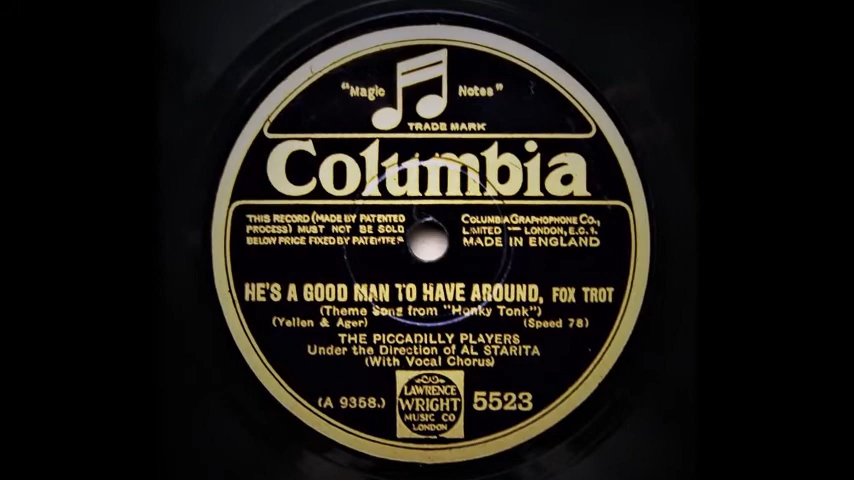 "Magic Notes"
TRADE MARK
Columbia
THIS RECORD (MADE BY PATENTED
PROCESS) MUST NOT BE SOLD
BELOW PRICE FIXED BY PATENTEES
COLUMBIA GRAPHOPHONE CO.,
LIMITED — LONDON, E.C.1.
MADE IN ENGLAND
HE'S A GOOD MAN TO HAVE AROUND, FOX TROT
(Theme Song from "Honky Tonk")
(Yellen & Ager) (Speed 78)
THE PICCADILLY PLAYERS
Under the Direction of AL STARITA
(With Vocal Chorus)
(A 9358.)
LAWRENCE
WRIGHT
MUSIC CO
LONDON
5523